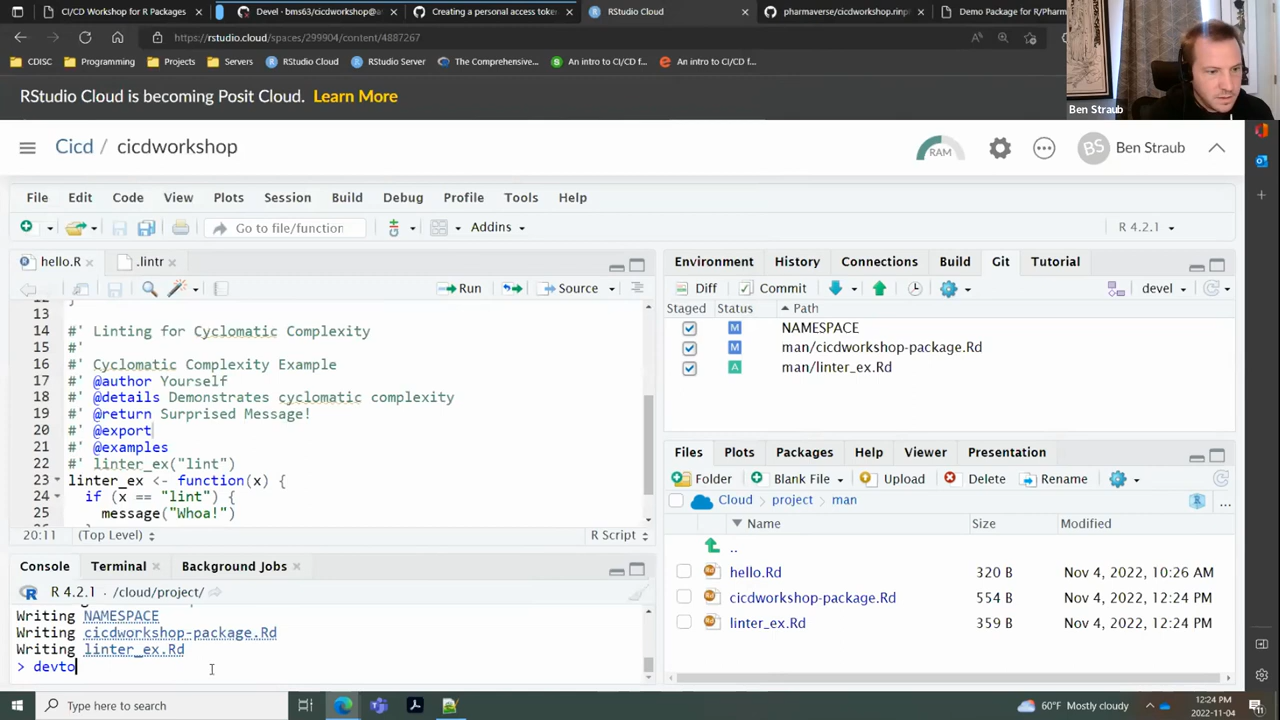 CI/CD Workshop for R Packages
Devel · bms63/cicdworkshop@
Creating a personal access toke
RStudio Cloud
pharmaverse/cicdworkshop.rinp
Demo Package for R/Pharm
https://rstudio.cloud/spaces/299904/content/4887267
CDISC
Programming
Projects
Servers
RStudio Cloud
RStudio Server
The Comprehensive...
An intro to CI/CD f...
An intro to CI/CD f...
Ben Straub
RStudio Cloud is becoming Posit Cloud. Learn More
Cicd / cicdworkshop
RAM
BS
Ben Straub
File Edit Code View Plots Session Build Debug Profile Tools Help
Go to file/function
Addins
R 4.2.1
hello.R
.lintr
Run
Source
12 }
13
14 #' Linting for Cyclomatic Complexity
15 #'
16 #' Cyclomatic Complexity Example
17 #' @author Yourself
18 #' @details Demonstrates cyclomatic complexity
19 #' @return Surprised Message!
20 #' @export
21 #' @examples
22 #' linter_ex("lint")
23 linter_ex <- function(x) {
24 if (x == "lint") {
25 message("Whoa!")
20:11 (Top Level)
R Script
Console Terminal Background Jobs
R 4.2.1 · /cloud/project/
Writing NAMESPACE
Writing cicdworkshop-package.Rd
Writing linter_ex.Rd
> devto
Environment History Connections Build Git Tutorial
Diff
Commit
devel
Staged Status Path
M NAMESPACE
M man/cicdworkshop-package.Rd
A man/linter_ex.Rd
Files Plots Packages Help Viewer Presentation
Folder
Blank File
Upload
Delete
Rename
Cloud project man
...
Name Size Modified
..
hello.Rd 320 B Nov 4, 2022, 10:26 AM
cicdworkshop-package.Rd 554 B Nov 4, 2022, 12:24 PM
linter_ex.Rd 359 B Nov 4, 2022, 12:24 PM
Type here to search
60°F Mostly cloudy
12:24 PM
2022-11-04